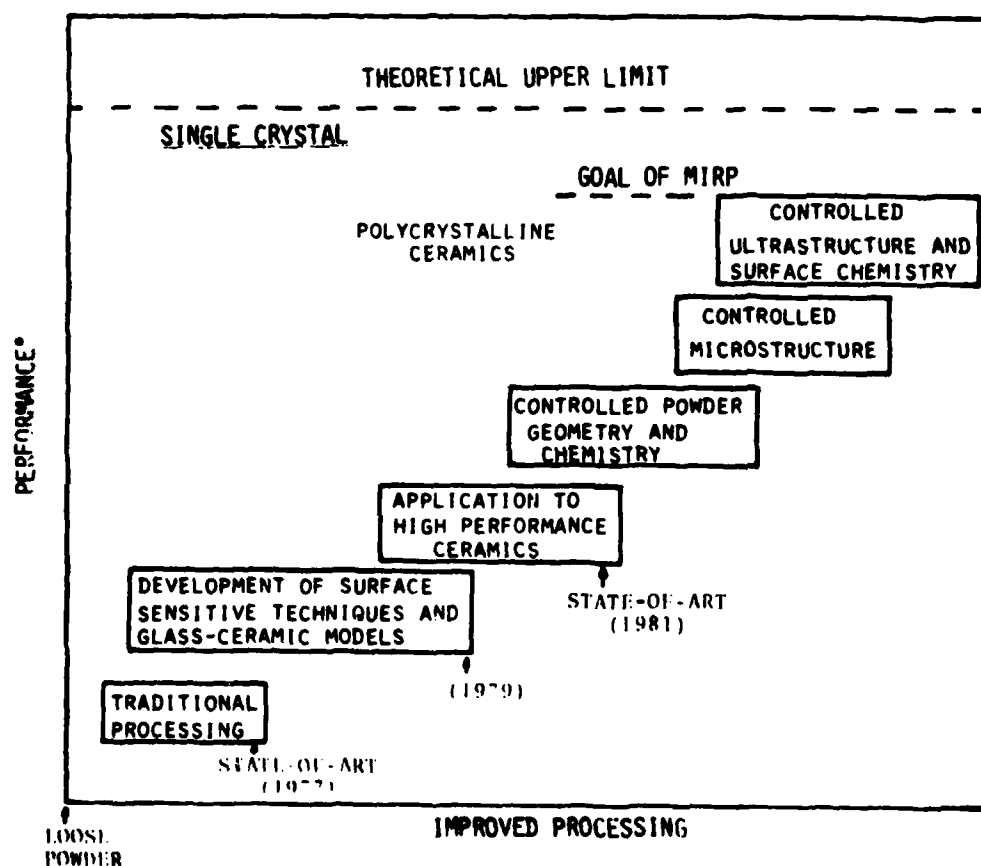 THEORETICAL UPPER LIMIT
SINGLE CRYSTAL
GOAL OF MIRP
POLYCRYSTALLINE
CERAMICS
CONTROLLED
ULTRASTRUCTURE AND
SURFACE CHEMISTRY
CONTROLLED
MICROSTRUCTURE
CONTROLLED POWDER
GEOMETRY AND
CHEMISTRY
APPLICATION TO
HIGH PERFORMANCE
CERAMICS
STATE-OF-ART
(1981)
DEVELOPMENT OF SURFACE
SENSITIVE TECHNIQUES AND
GLASS-CERAMIC MODELS
(1979)
TRADITIONAL
PROCESSING
STATE-OF-ART
(1977)
PERFORMANCE*
LOOSE
POWDER
IMPROVED PROCESSING